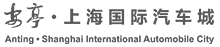 安亭·上海国际汽车城
Anting·Shanghai International Automobile City